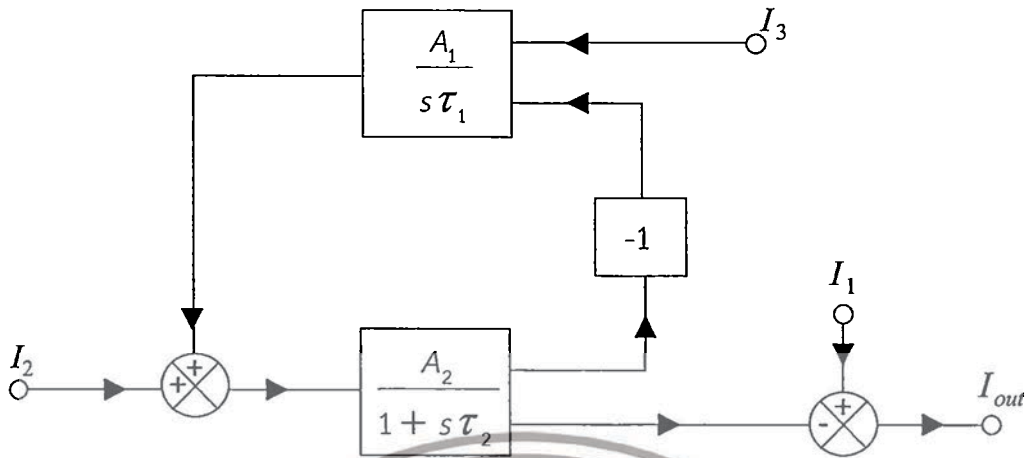 A₁
sτ₁
I₃
-1
I₁
I₂
+
+
A₂
1 + sτ₂
+
-
I_out